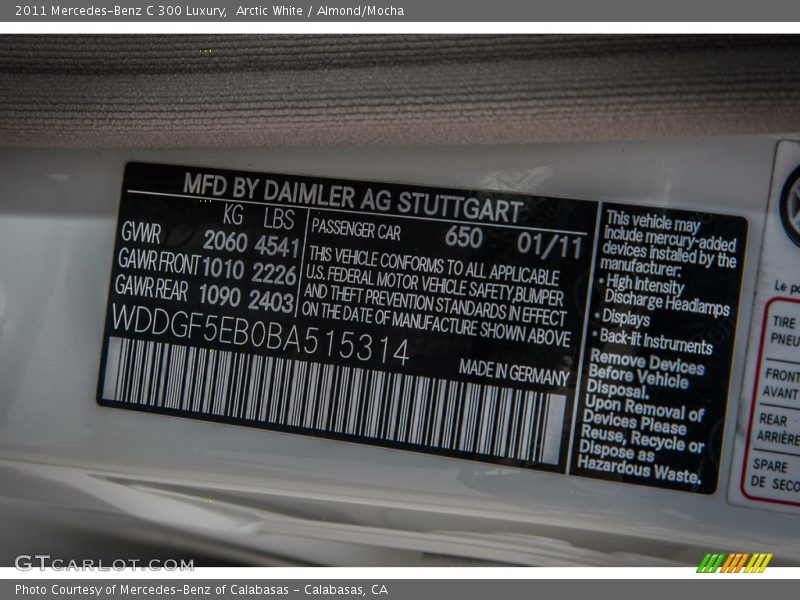 2011 Mercedes-Benz C 300 Luxury,  Arctic White / Almond/Mocha
MFD BY DAIMLER AG STUTTGART
KG LBS
GVWR 2060 4541
GAWR FRONT 1010 2226
GAWR REAR 1090 2403
PASSENGER CAR 650 01/11
THIS VEHICLE CONFORMS TO ALL APPLICABLE
U.S. FEDERAL MOTOR VEHICLE SAFETY,BUMPER
AND THEFT PREVENTION STANDARDS IN EFFECT
ON THE DATE OF MANUFACTURE SHOWN ABOVE
WDDGF5EB0BA515314
MADE IN GERMANY
This vehicle may
include mercury-added
devices installed by the
manufacturer:
• High Intensity
Discharge Headlamps
• Displays
• Back-lit Instruments
Remove Devices
Before Vehicle
Disposal.
Upon Removal of
Devices Please
Reuse, Recycle or
Dispose as
Hazardous Waste.
Le po
TIRE
PNEU
FRONT
AVANT
REAR
ARRIÈRE
SPARE
DE SECO
GTCARLOT.COM
Photo Courtesy of Mercedes-Benz of Calabasas - Calabasas, CA